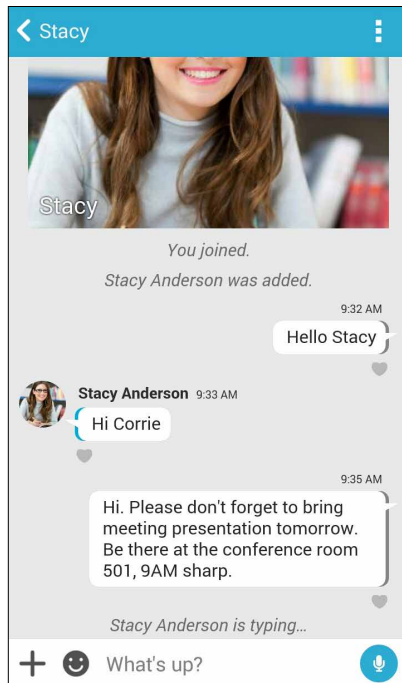 Stacy
Stacy
You joined.
Stacy Anderson was added.
9:32 AM
Hello Stacy
Stacy Anderson 9:33 AM
Hi Corrie
9:35 AM
Hi. Please don't forget to bring
meeting presentation tomorrow.
Be there at the conference room
501, 9AM sharp.
Stacy Anderson is typing...
What's up?